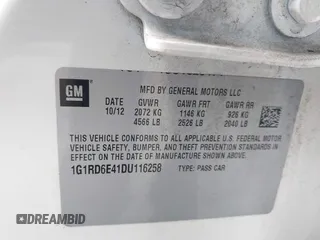 GM
MFD BY GENERAL MOTORS LLC
DATE GVWR GAWR FRT GAWR RR
10/12 2072 KG 1146 KG 926 KG
4566 LB 2526 LB 2040 LB
THIS VEHICLE CONFORMS TO ALL APPLICABLE U.S. FEDERAL MOTOR
VEHICLE SAFETY, BUMPER, AND THEFT PREVENTION STANDARDS
IN EFFECT ON THE DATE OF MANUFACTURE SHOWN ABOVE.
1G1RD6E41DU116258 TYPE: PASS CAR
DREAMBID